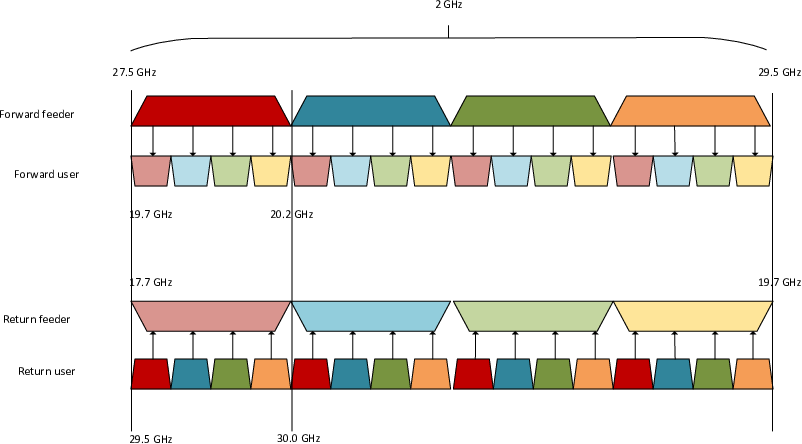 2 GHz
27.5 GHz
29.5 GHz
Forward feeder
Forward user
19.7 GHz
20.2 GHz
17.7 GHz
19.7 GHz
Return feeder
Return user
29.5 GHz
30.0 GHz